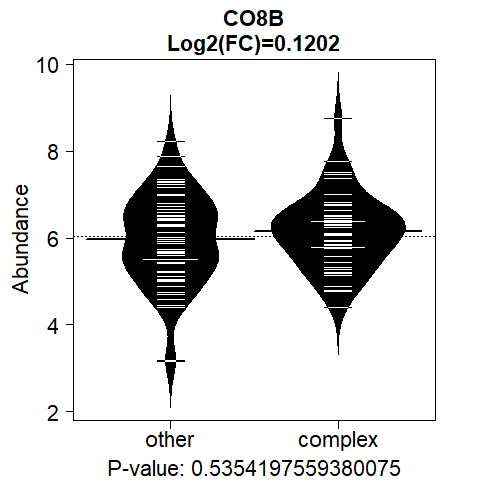 CO8B
Log2(FC)=0.1202
10
8
6
4
2
Abundance
other complex
P-value: 0.5354197559380075